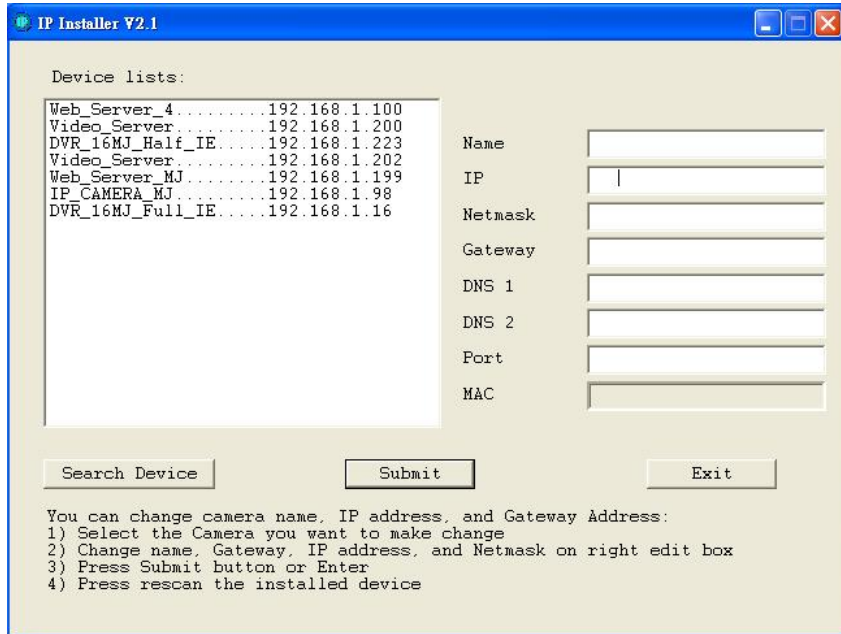 IP Installer V2.1
Device lists:
Web_Server_4.........192.168.1.100
Video_Server.........192.168.1.200
DVR_16MJ_Half_IE.....192.168.1.223
Video_Server.........192.168.1.202
Web_Server_MJ........192.168.1.199
IP_CAMERA_MJ.........192.168.1.98
DVR_16MJ_Full_IE.....192.168.1.16
Name
IP
Netmask
Gateway
DNS 1
DNS 2
Port
MAC
Search Device
Submit
Exit
You can change camera name, IP address, and Gateway Address:
1) Select the Camera you want to make change
2) Change name, Gateway, IP address, and Netmask on right edit box
3) Press Submit button or Enter
4) Press rescan the installed device